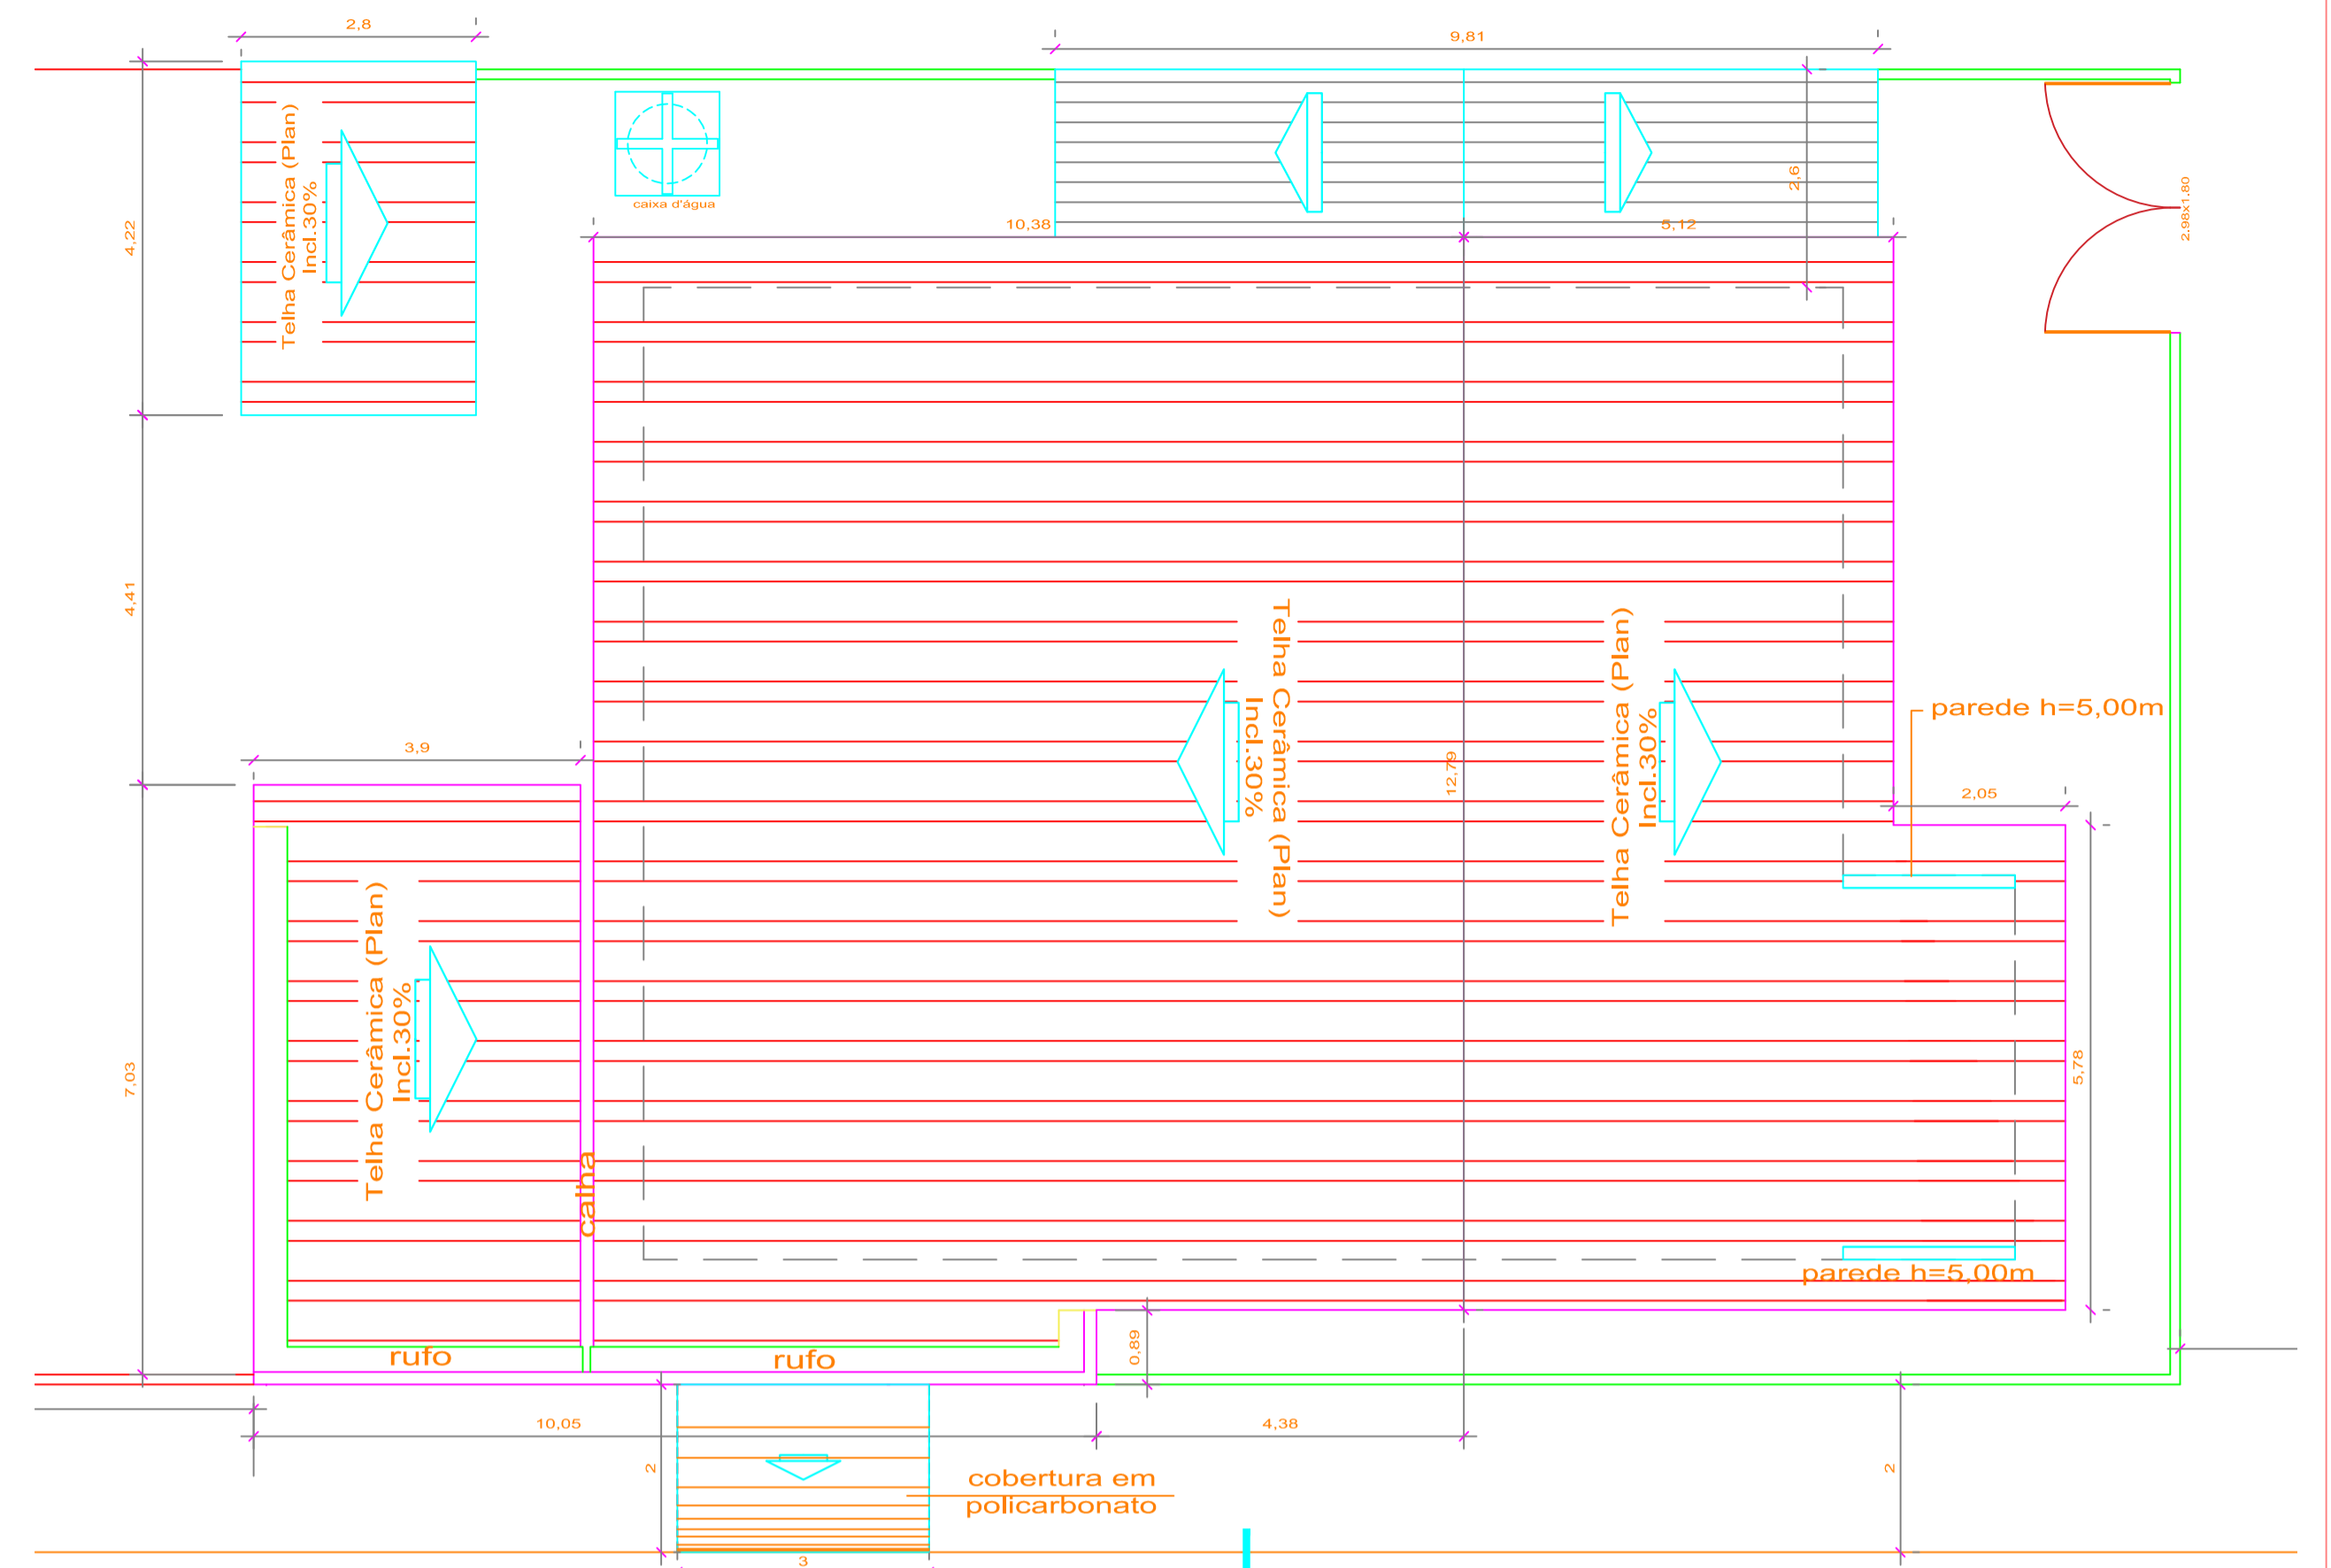 2,8
9,81
4,22
Telha Cerâmica (Plan)
Incl.30%
caixa d'água
2,6
2.98x1.80
10,38
5,12
4,41
Telha Cerâmica (Plan)
Incl.30%
12,79
Telha Cerâmica (Plan)
Incl.30%
parede h=5,00m
3,9
2,05
7,03
Telha Cerâmica (Plan)
Incl.30%
calha
5,78
parede h=5,00m
rufo
rufo
0,89
10,05
4,38
2
2
cobertura em
policarbonato
3